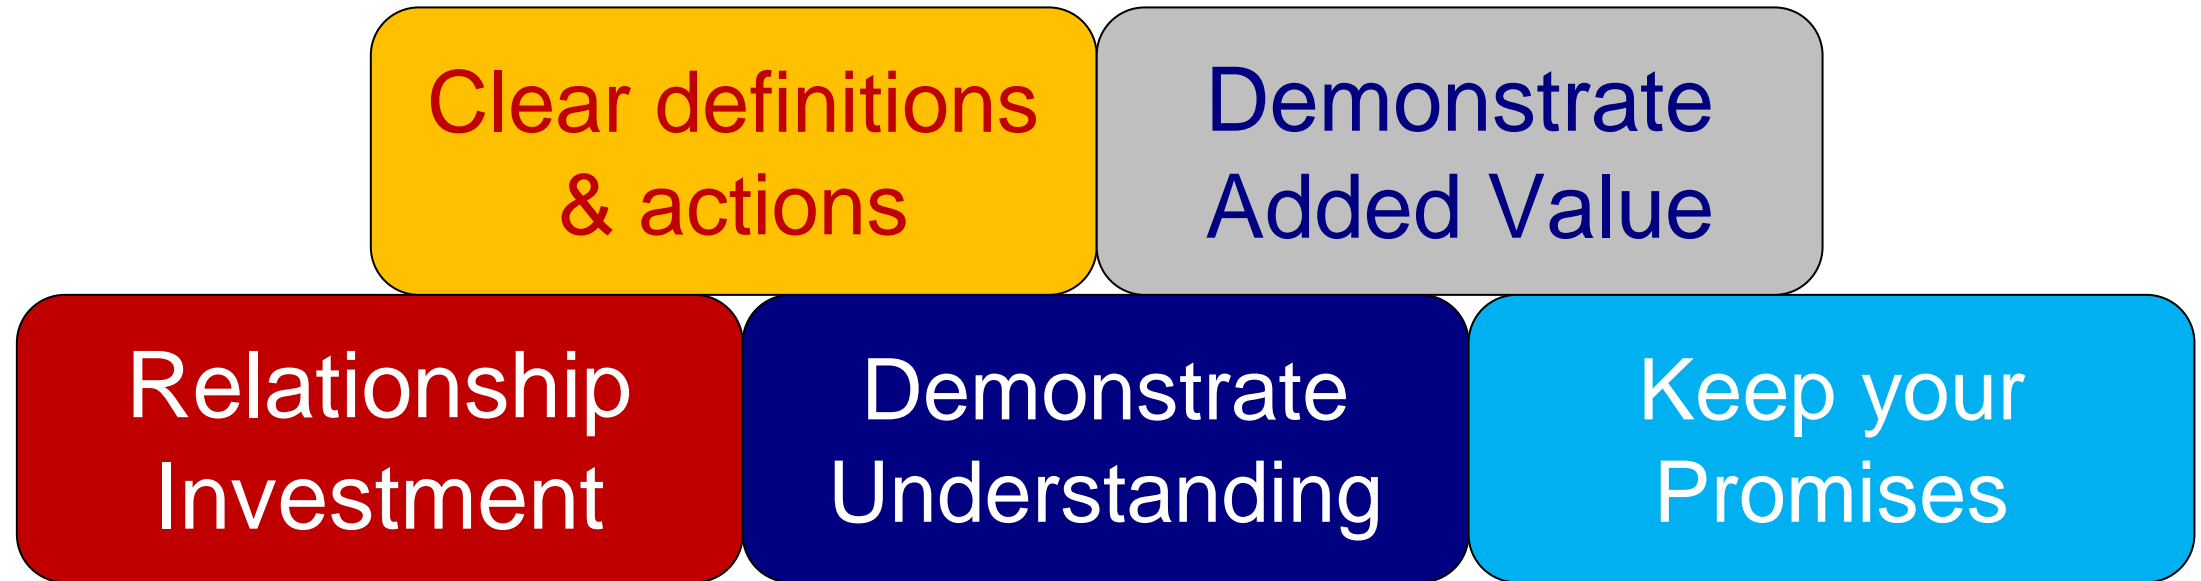 Clear definitions
& actions
Demonstrate
Added Value
Relationship
Investment
Demonstrate
Understanding
Keep your
Promises